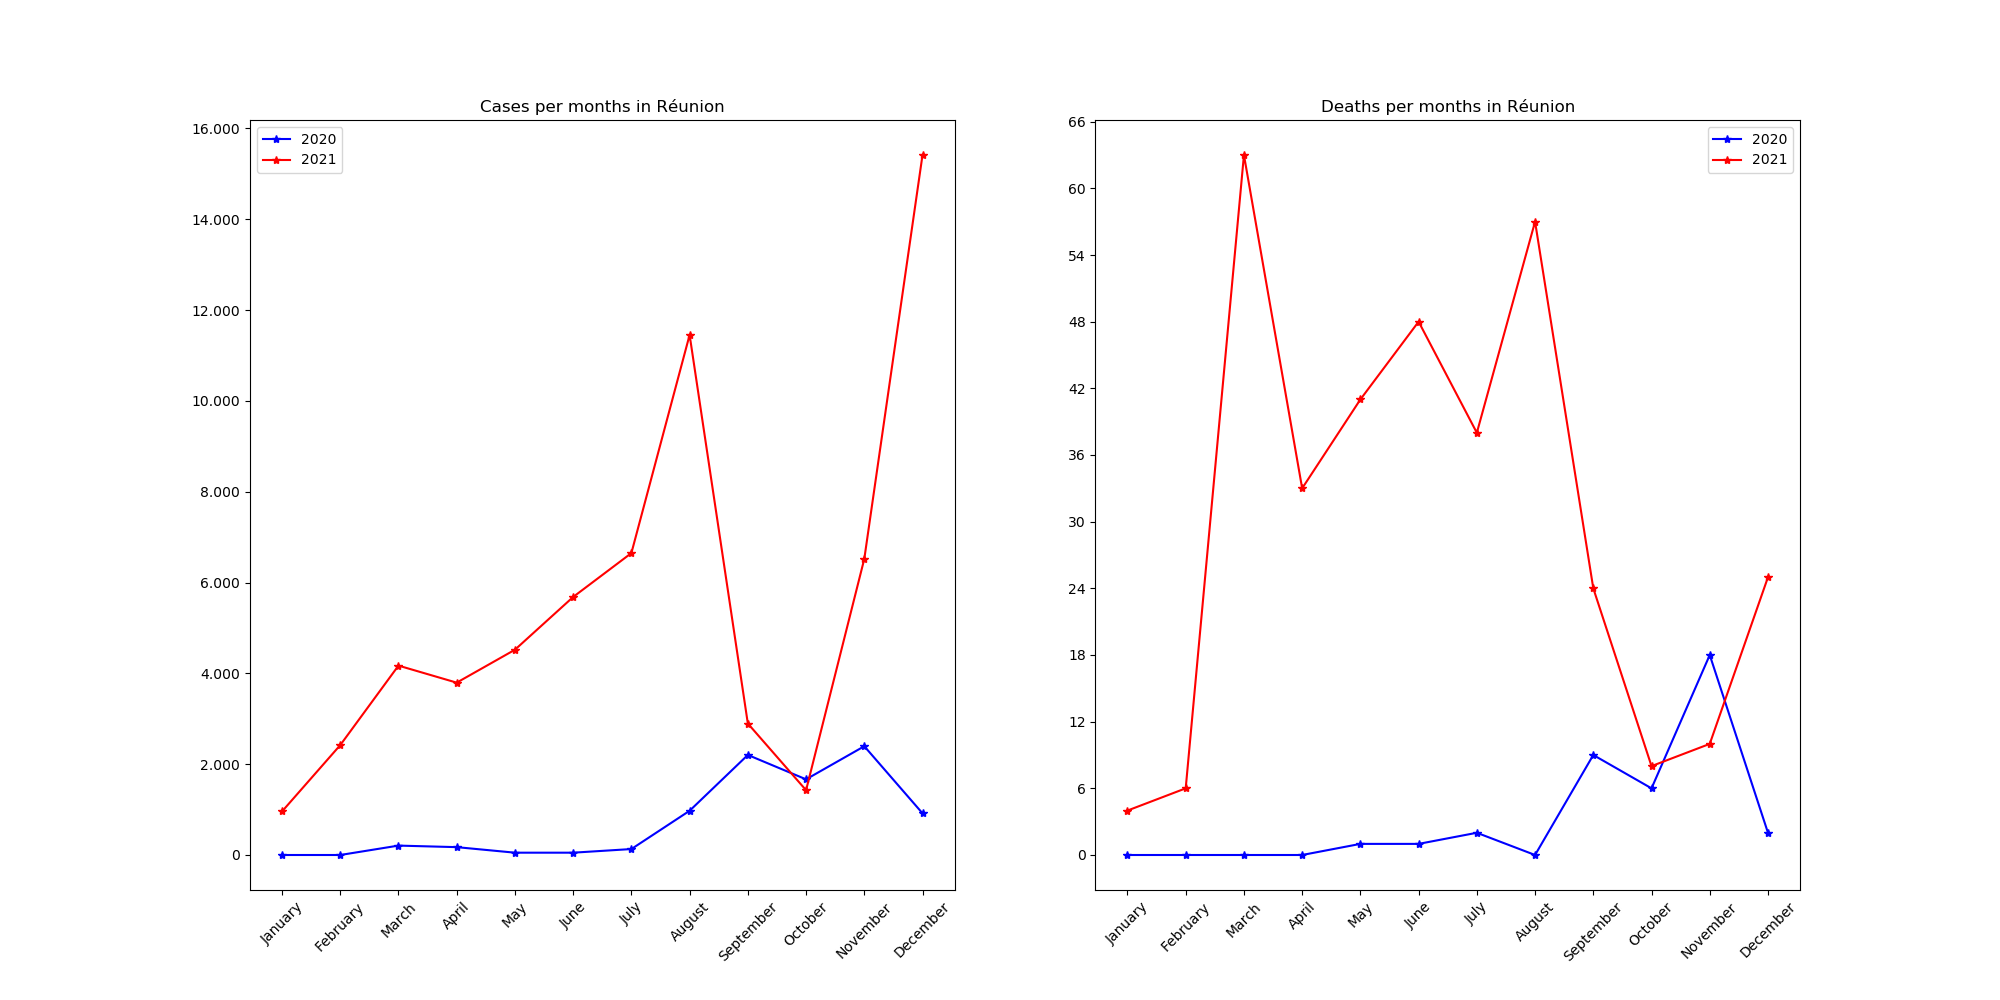 Cases per months in Réunion
16.000
14.000
12.000
10.000
8.000
6.000
4.000
2.000
0
2020
2021
January
February
March
April
May
June
July
August
September
October
November
December
Deaths per months in Réunion
66
60
54
48
42
36
30
24
18
12
6
0
2020
2021
January
February
March
April
May
June
July
August
September
October
November
December